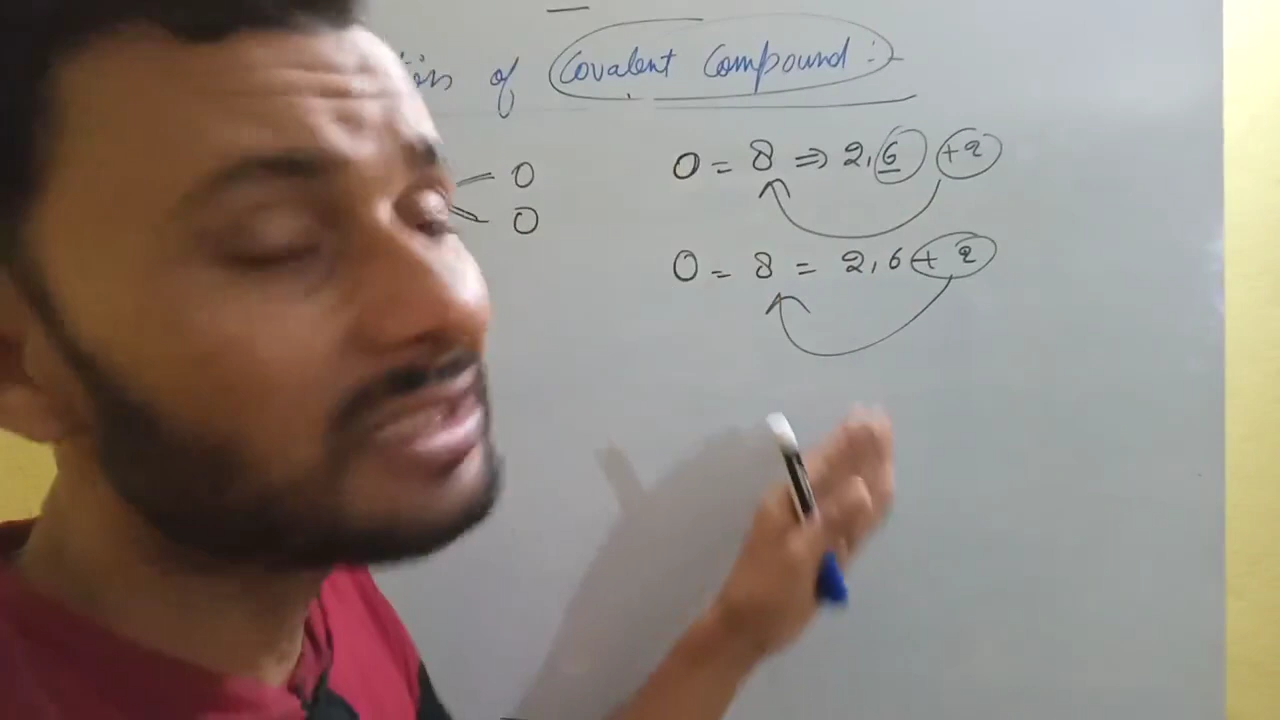 of Covalent Compound :-
O
O
O = 8 ⇒ 2,6 +2
O = 8 = 2,6 + 2